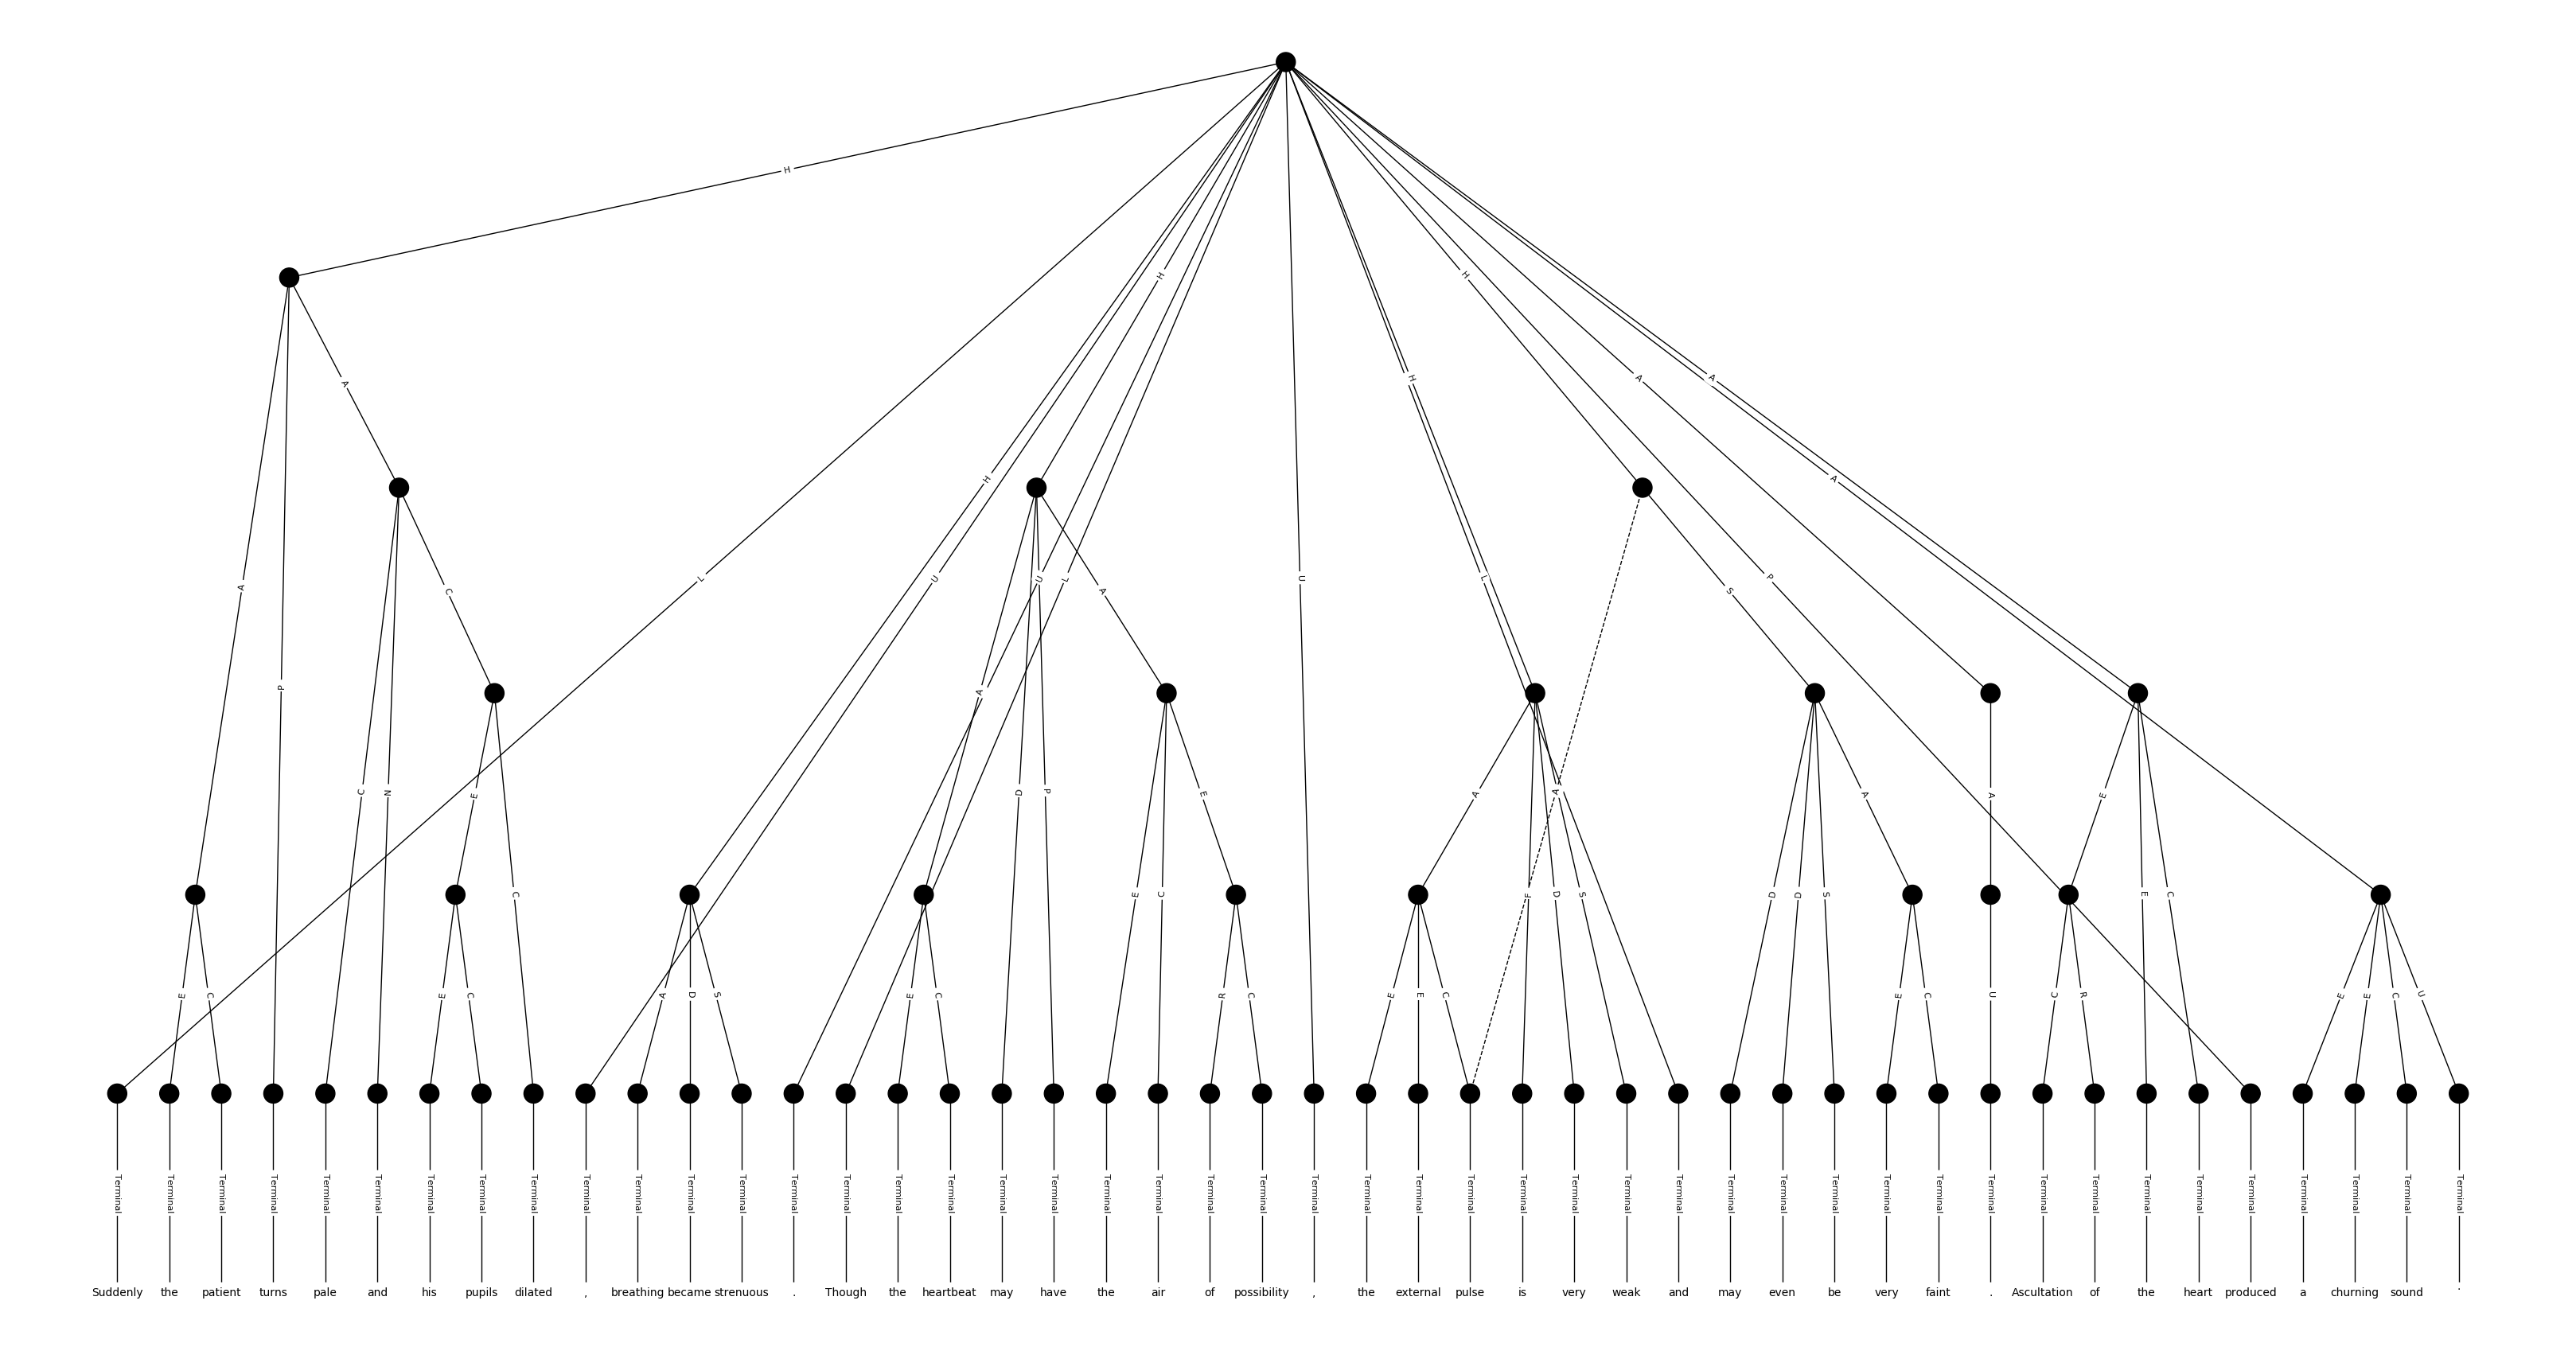 H
H
H
A
H
A
A
H
A
L
H
U
U
L
U
L
P
A
C
A
S
P
A
C
N
E
D
P
E
A
A
A
A
E
C
E
C
F
D
S
D
D
S
E
C
E
C
E
C
A
D
S
E
C
R
C
E
E
C
E
C
U
C
R
E
E
C
U
Terminal Terminal Terminal Terminal Terminal Terminal Terminal Terminal Terminal Terminal Terminal Terminal Terminal Terminal Terminal Terminal Terminal Terminal Terminal Terminal Terminal Terminal Terminal Terminal Terminal Terminal Terminal Terminal Terminal Terminal Terminal Terminal Terminal Terminal Terminal Terminal Terminal Terminal Terminal Terminal Terminal Terminal Terminal Terminal Terminal Terminal
Suddenly the patient turns pale and his pupils dilated , breathing became strenuous . Though the heartbeat may have the air of possibility , the external pulse is very weak and may even be very faint . Ascultation of the heart produced a churning sound .